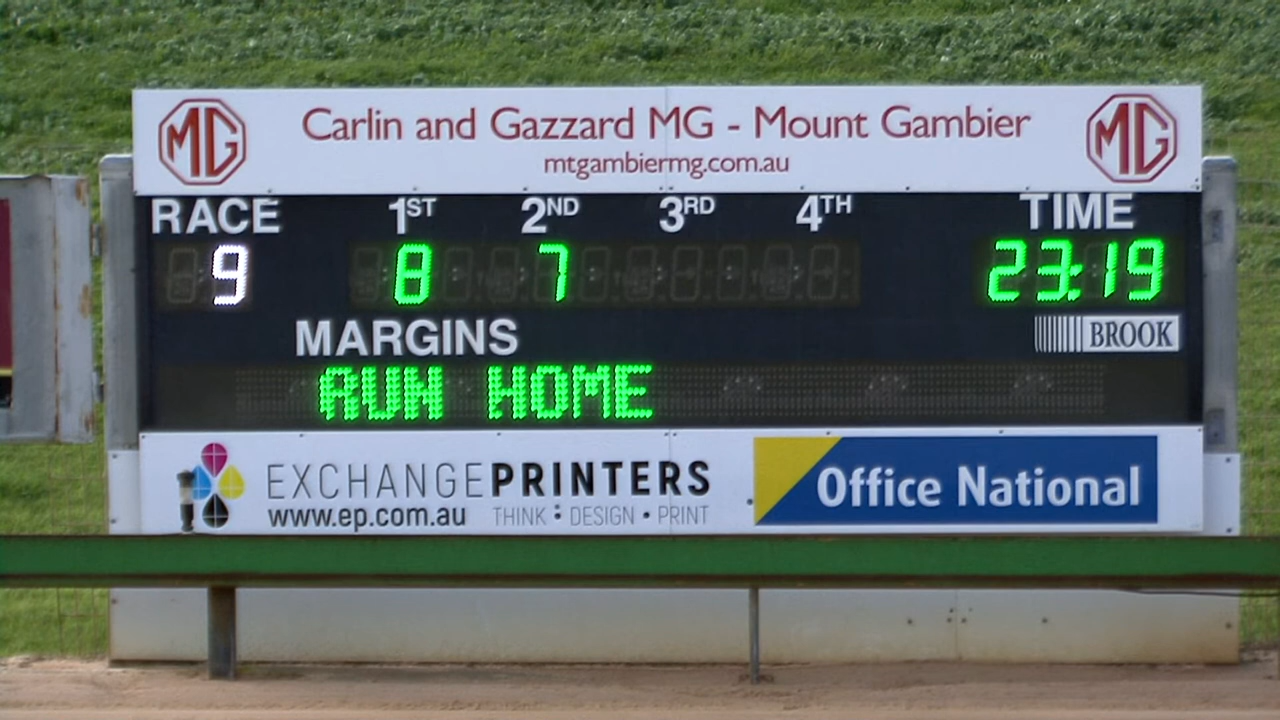 MG Carlin and Gazzard MG - Mount Gambier MG
mtgambiermg.com.au
RACE 1ST 2ND 3RD 4TH TIME
9 8 7 23:19
MARGINS
BROOK
RUN HOME
EXCHANGEPRINTERS
www.ep.com.au THINK : DESIGN • PRINT
Office National